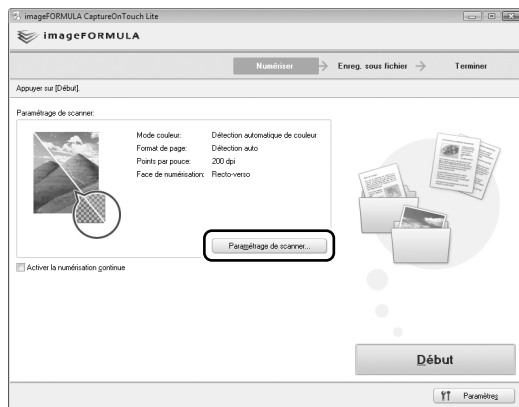 imageFORMULA CaptureOnTouch Lite
imageFORMULA
Numériser Enreg. sous fichier Terminer
Appuyer sur [Début].
Paramétrage de scanner:
Mode couleur: Détection automatique de couleur
Format de page: Détection auto
Points par pouce: 200 dpi
Face de numérisation: Recto-verso
Paramétrage de scanner...
Activer la numérisation continue
Début
Paramètres